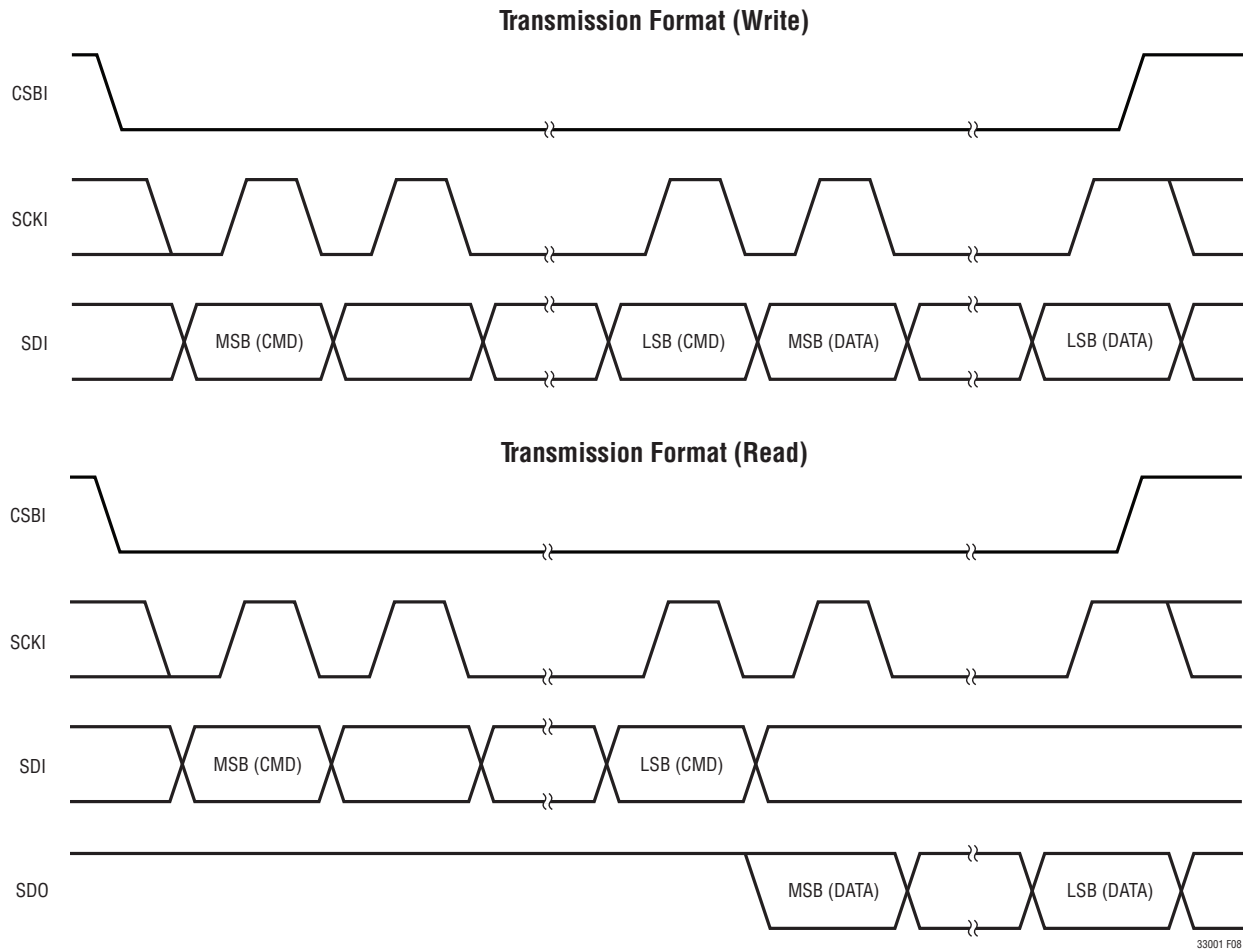 Transmission Format (Write)
CSBI
SCKI
SDI
MSB (CMD)
LSB (CMD)
MSB (DATA)
LSB (DATA)
Transmission Format (Read)
CSBI
SCKI
SDI
MSB (CMD)
LSB (CMD)
SDO
MSB (DATA)
LSB (DATA)
33001 F08